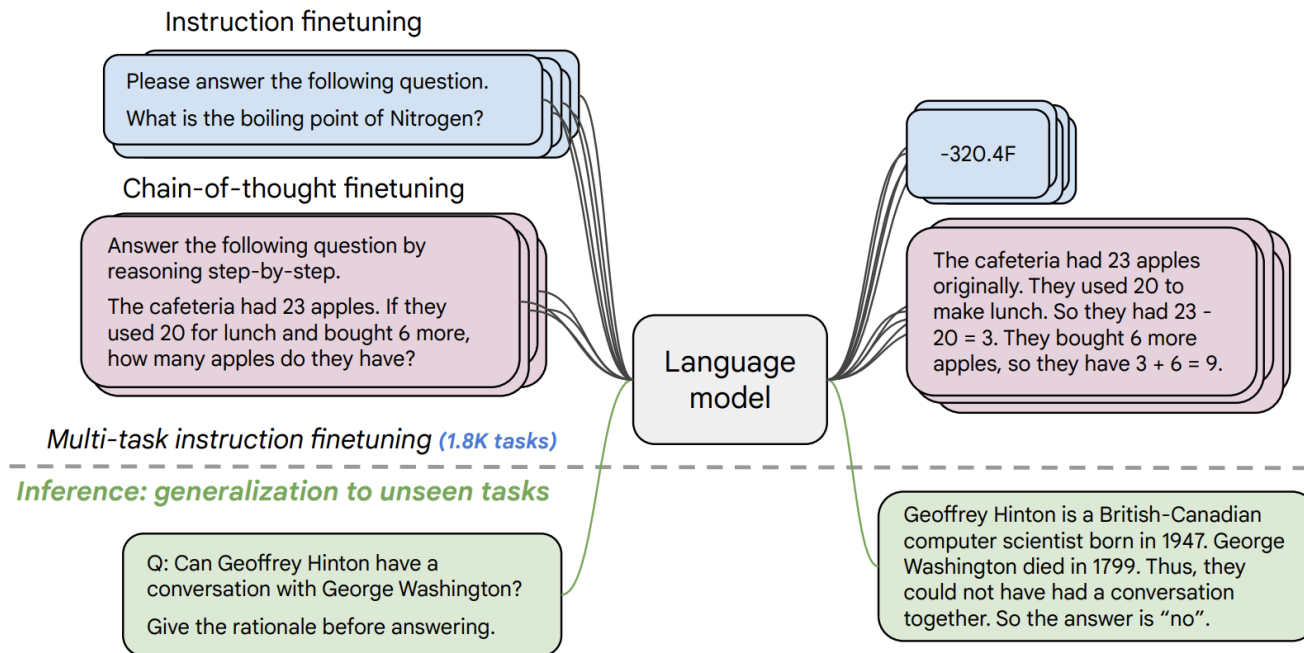 Instruction finetuning
Please answer the following question.
What is the boiling point of Nitrogen?
-320.4F
Chain-of-thought finetuning
Answer the following question by
reasoning step-by-step.
The cafeteria had 23 apples. If they
used 20 for lunch and bought 6 more,
how many apples do they have?
Language
model
The cafeteria had 23 apples
originally. They used 20 to
make lunch. So they had 23 -
20 = 3. They bought 6 more
apples, so they have 3 + 6 = 9.
Multi-task instruction finetuning (1.8K tasks)
Inference: generalization to unseen tasks
Q: Can Geoffrey Hinton have a
conversation with George Washington?
Give the rationale before answering.
Geoffrey Hinton is a British-Canadian
computer scientist born in 1947. George
Washington died in 1799. Thus, they
could not have had a conversation
together. So the answer is “no”.